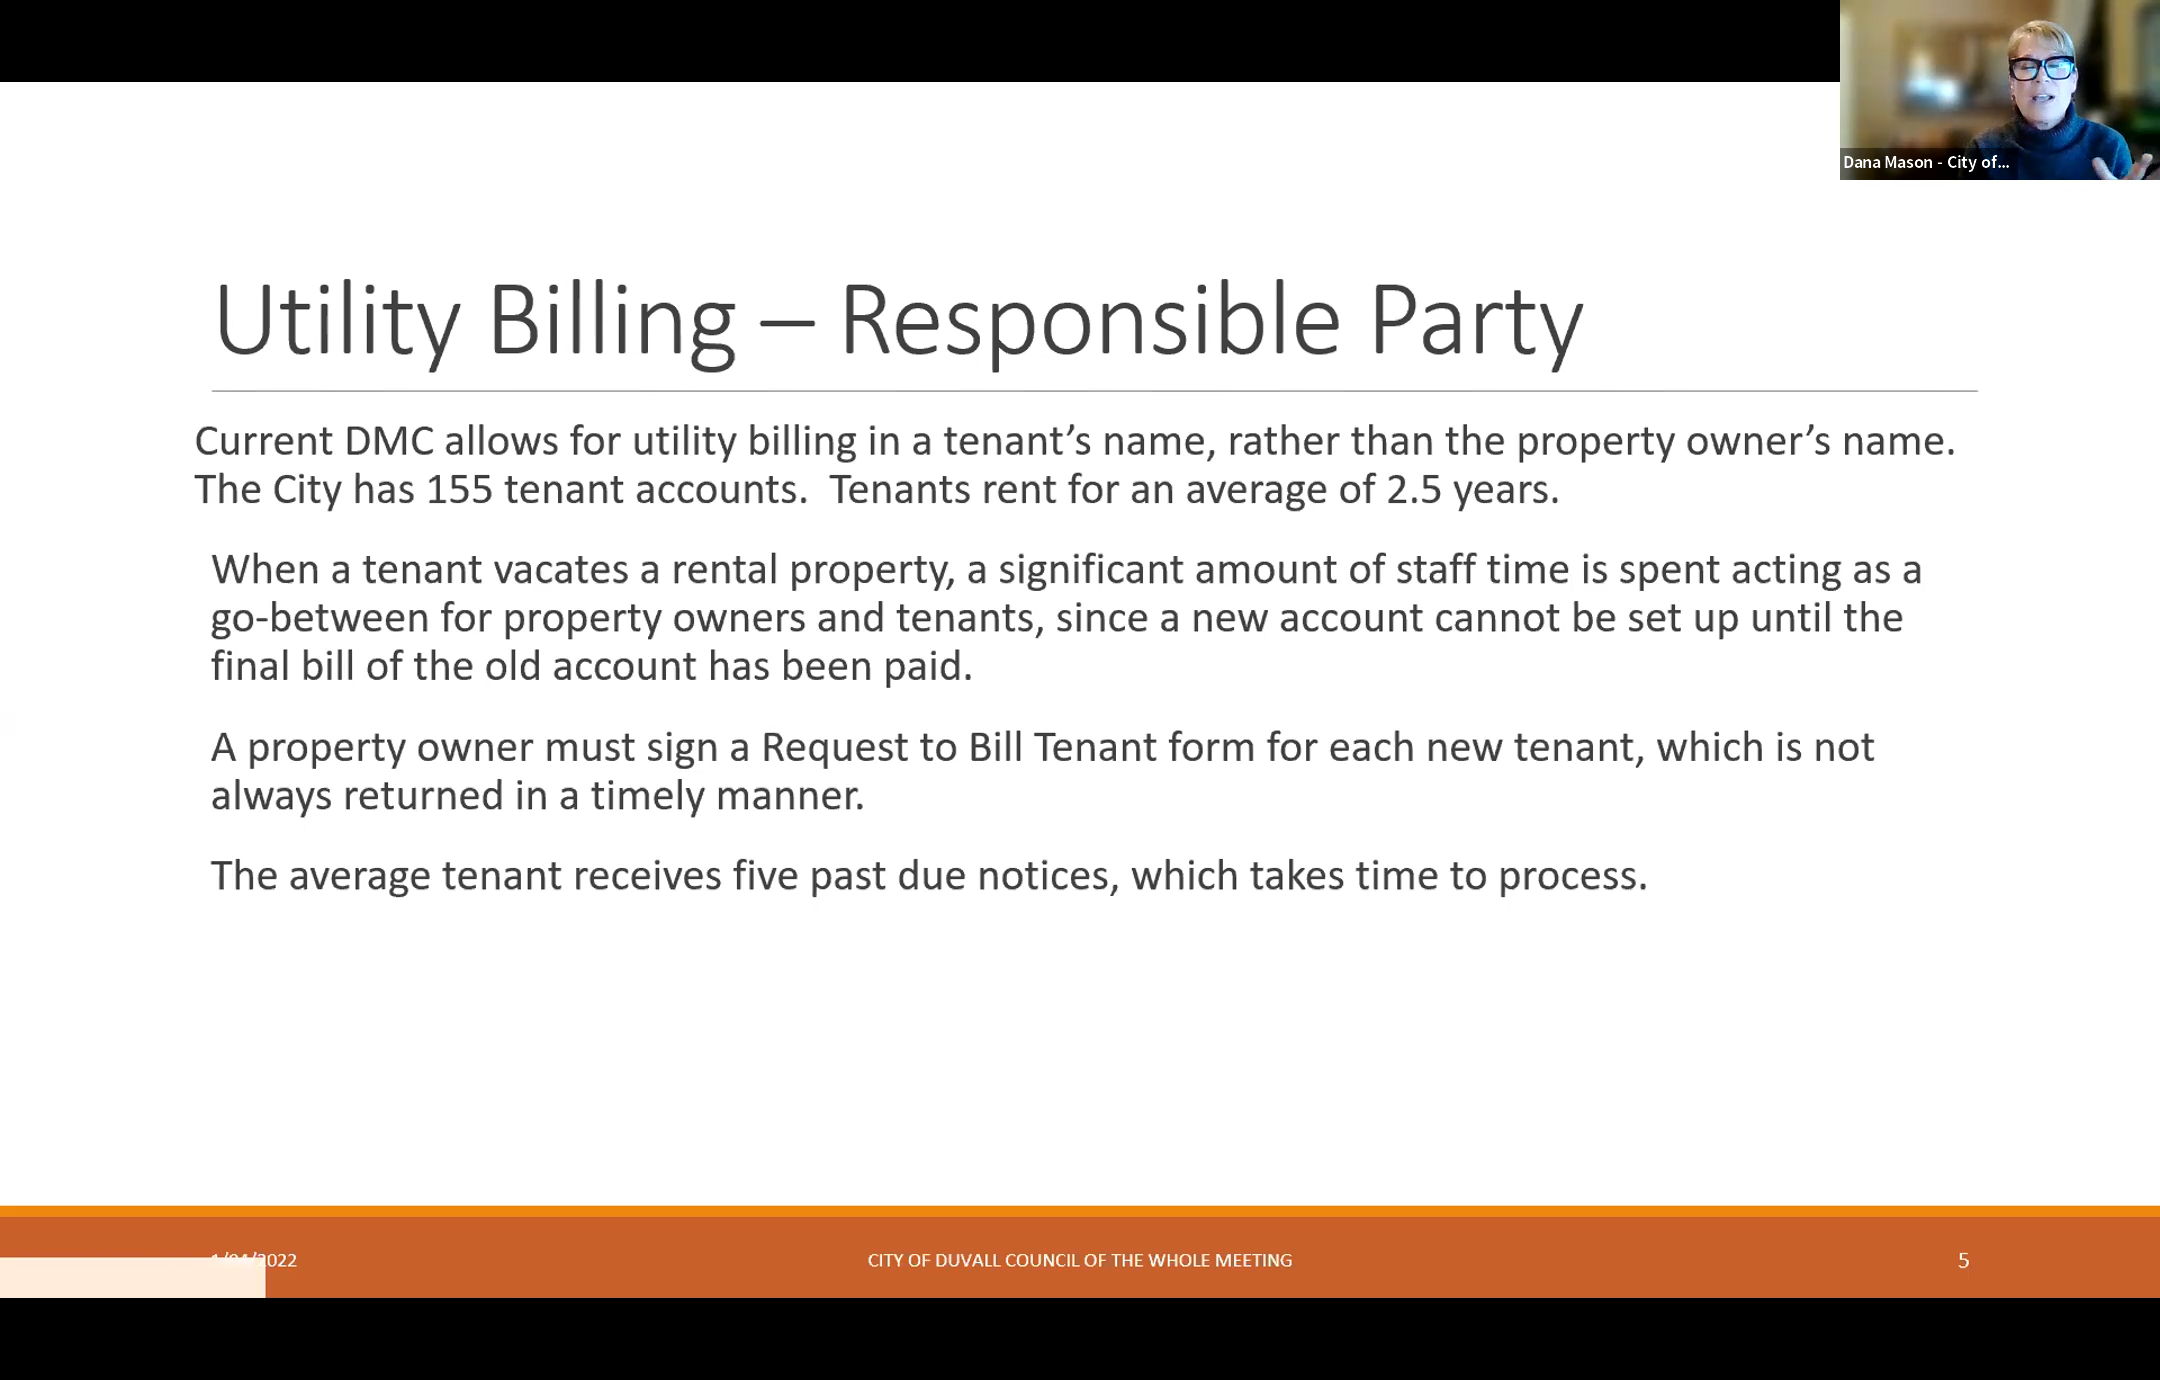 Dana Mason - City of...
Utility Billing – Responsible Party
Current DMC allows for utility billing in a tenant’s name, rather than the property owner’s name.
The City has 155 tenant accounts.  Tenants rent for an average of 2.5 years.
When a tenant vacates a rental property, a significant amount of staff time is spent acting as a
go-between for property owners and tenants, since a new account cannot be set up until the
final bill of the old account has been paid.
A property owner must sign a Request to Bill Tenant form for each new tenant, which is not
always returned in a timely manner.
The average tenant receives five past due notices, which takes time to process.
1/04/2022
CITY OF DUVALL COUNCIL OF THE WHOLE MEETING
5